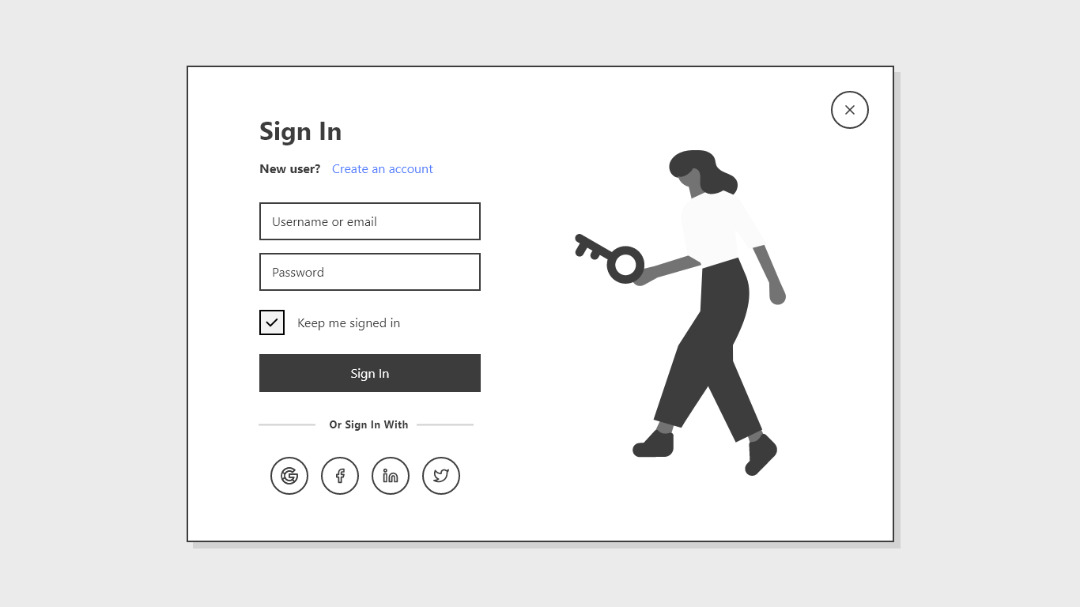 Sign In
New user? Create an account
Username or email
Password
Keep me signed in
Sign In
Or Sign In With